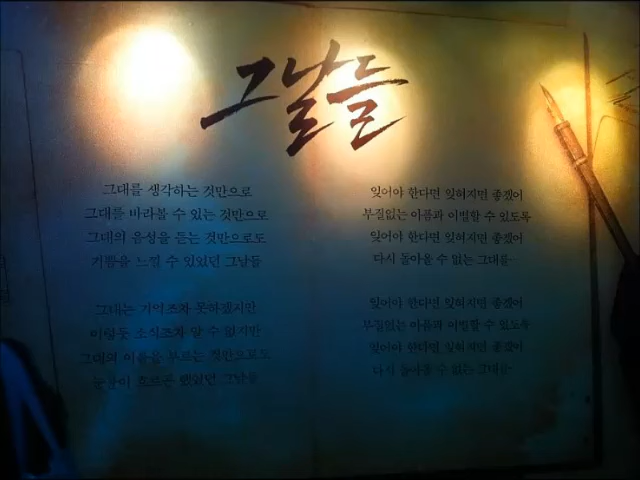 그날들
그대를 생각하는 것만으로
그대를 바라볼 수 있는 것만으로
그대의 음성을 듣는 것만으로도
기쁨을 느낄 수 있었던 그날들
그대는 기억조차 못하겠지만
이렇듯 소식조차 알 수 없지만
그대의 이름을 부르는 것만으로도
눈물이 흐르곤 했었던 그날들
잊어야 한다면 잊혀지면 좋겠어
부질없는 아픔과 이별할 수 있도록
잊어야 한다면 잊혀지면 좋겠어
다시 돌아올 수 없는 그대를…
잊어야 한다면 잊혀지면 좋겠어
부질없는 아픔과 이별할 수 있도록
잊어야 한다면 잊혀지면 좋겠어
다시 돌아올 수 없는 그대를…